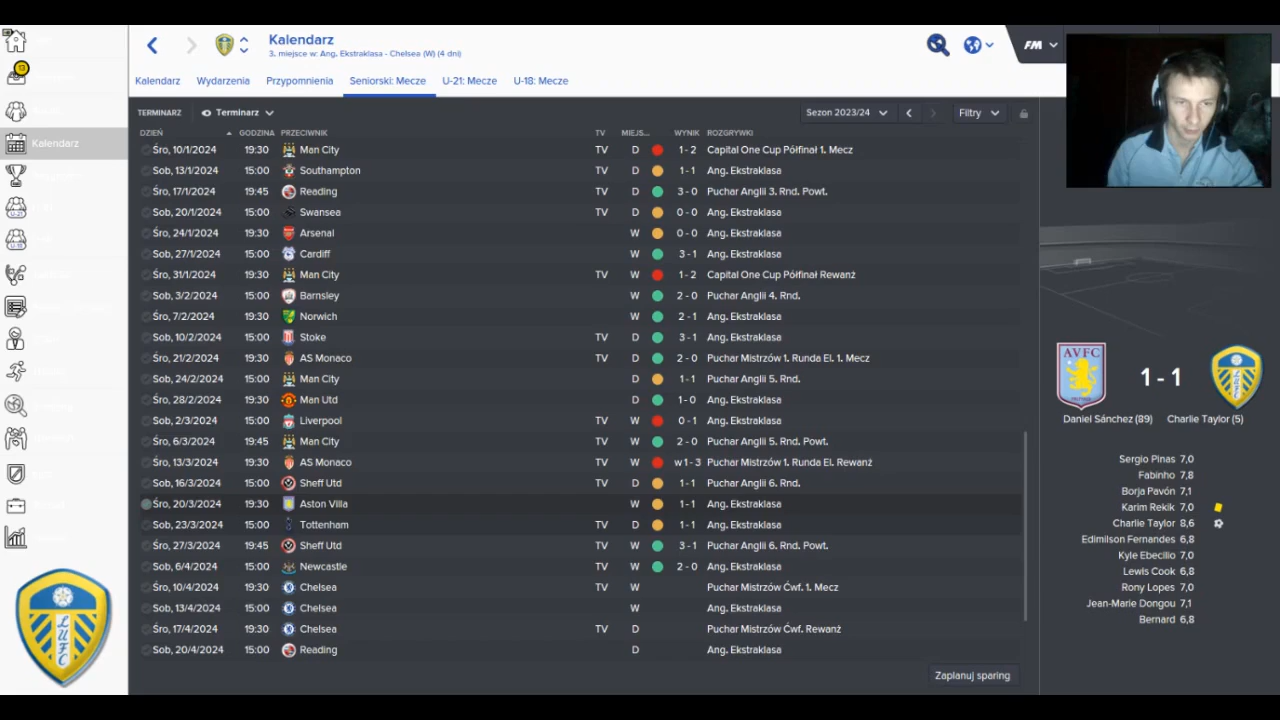 Kalendarz
3. miejsce w: Ang. Ekstraklasa - Chelsea (W) (4 dni)
FM
13
Kalendarz Wydarzenia Przypomnienia Seniorski: Mecze U-21: Mecze U-18: Mecze
TERMINARZ Terminarz Sezon 2023/24 Filtry
DZIEŃ GODZINA PRZECIWNIK TV MIEJS... WYNIK ROZGRYWKI
Kalendarz
Śro, 10/1/2024 19:30 Man City TV D 1 - 2 Capital One Cup Półfinał 1. Mecz
Sob, 13/1/2024 15:00 Southampton TV D 1-1 Ang. Ekstraklasa
Śro, 17/1/2024 19:45 Reading TV D 3 - 0 Puchar Anglii 3. Rnd. Powt.
Sob, 20/1/2024 15:00 Swansea TV D 0 - 0 Ang. Ekstraklasa
Śro, 24/1/2024 19:30 Arsenal W 0 - 0 Ang. Ekstraklasa
Sob, 27/1/2024 15:00 Cardiff W 3 - 1 Ang. Ekstraklasa
Śro, 31/1/2024 19:30 Man City TV W 1 - 2 Capital One Cup Półfinał Rewanż
Sob, 3/2/2024 15:00 Barnsley W 2 - 0 Puchar Anglii 4. Rnd.
Śro, 7/2/2024 19:30 Norwich W 2 - 1 Ang. Ekstraklasa
Sob, 10/2/2024 15:00 Stoke TV D 3 - 1 Ang. Ekstraklasa
Śro, 21/2/2024 19:30 AS Monaco TV D 2 - 0 Puchar Mistrzów 1. Runda El. 1. Mecz
Sob, 24/2/2024 15:00 Man City D 1-1 Puchar Anglii 5. Rnd.
Śro, 28/2/2024 19:30 Man Utd D 1 - 0 Ang. Ekstraklasa
Sob, 2/3/2024 15:00 Liverpool TV W 0 - 1 Ang. Ekstraklasa
Śro, 6/3/2024 19:45 Man City TV W 2 - 0 Puchar Anglii 5. Rnd. Powt.
Śro, 13/3/2024 19:30 AS Monaco TV W w 1 - 3 Puchar Mistrzów 1. Runda El. Rewanż
Sob, 16/3/2024 15:00 Sheff Utd TV D 1-1 Puchar Anglii 6. Rnd.
Śro, 20/3/2024 19:30 Aston Villa W 1-1 Ang. Ekstraklasa
Sob, 23/3/2024 15:00 Tottenham TV D 1-1 Ang. Ekstraklasa
Śro, 27/3/2024 19:45 Sheff Utd TV W 3 - 1 Puchar Anglii 6. Rnd. Powt.
Sob, 6/4/2024 15:00 Newcastle TV W 2 - 0 Ang. Ekstraklasa
Śro, 10/4/2024 19:30 Chelsea TV W Puchar Mistrzów Ćwf. 1. Mecz
Sob, 13/4/2024 15:00 Chelsea W Ang. Ekstraklasa
Śro, 17/4/2024 19:30 Chelsea TV D Puchar Mistrzów Ćwf. Rewanż
Sob, 20/4/2024 15:00 Reading D Ang. Ekstraklasa
Zaplanuj sparing
AVFC
1 - 1
Daniel Sánchez (89) Charlie Taylor (5)
Sergio Pinas 7,0
Fabinho 7,8
Borja Pavón 7,1
Karim Rekik 7,0
Charlie Taylor 8,6
Edimilson Fernandes 6,8
Kyle Ebecilio 7,0
Lewis Cook 6,8
Rony Lopes 7,0
Jean-Marie Dongou 7,1
Bernard 6,8
LUFC